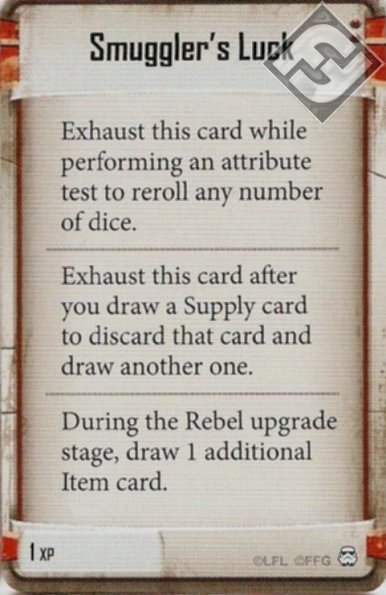 Smuggler's Luck
Exhaust this card while
performing an attribute
test to reroll any number
of dice.
Exhaust this card after
you draw a Supply card
to discard that card and
draw another one.
During the Rebel upgrade
stage, draw 1 additional
Item card.
1 XP
©LFL ©FFG